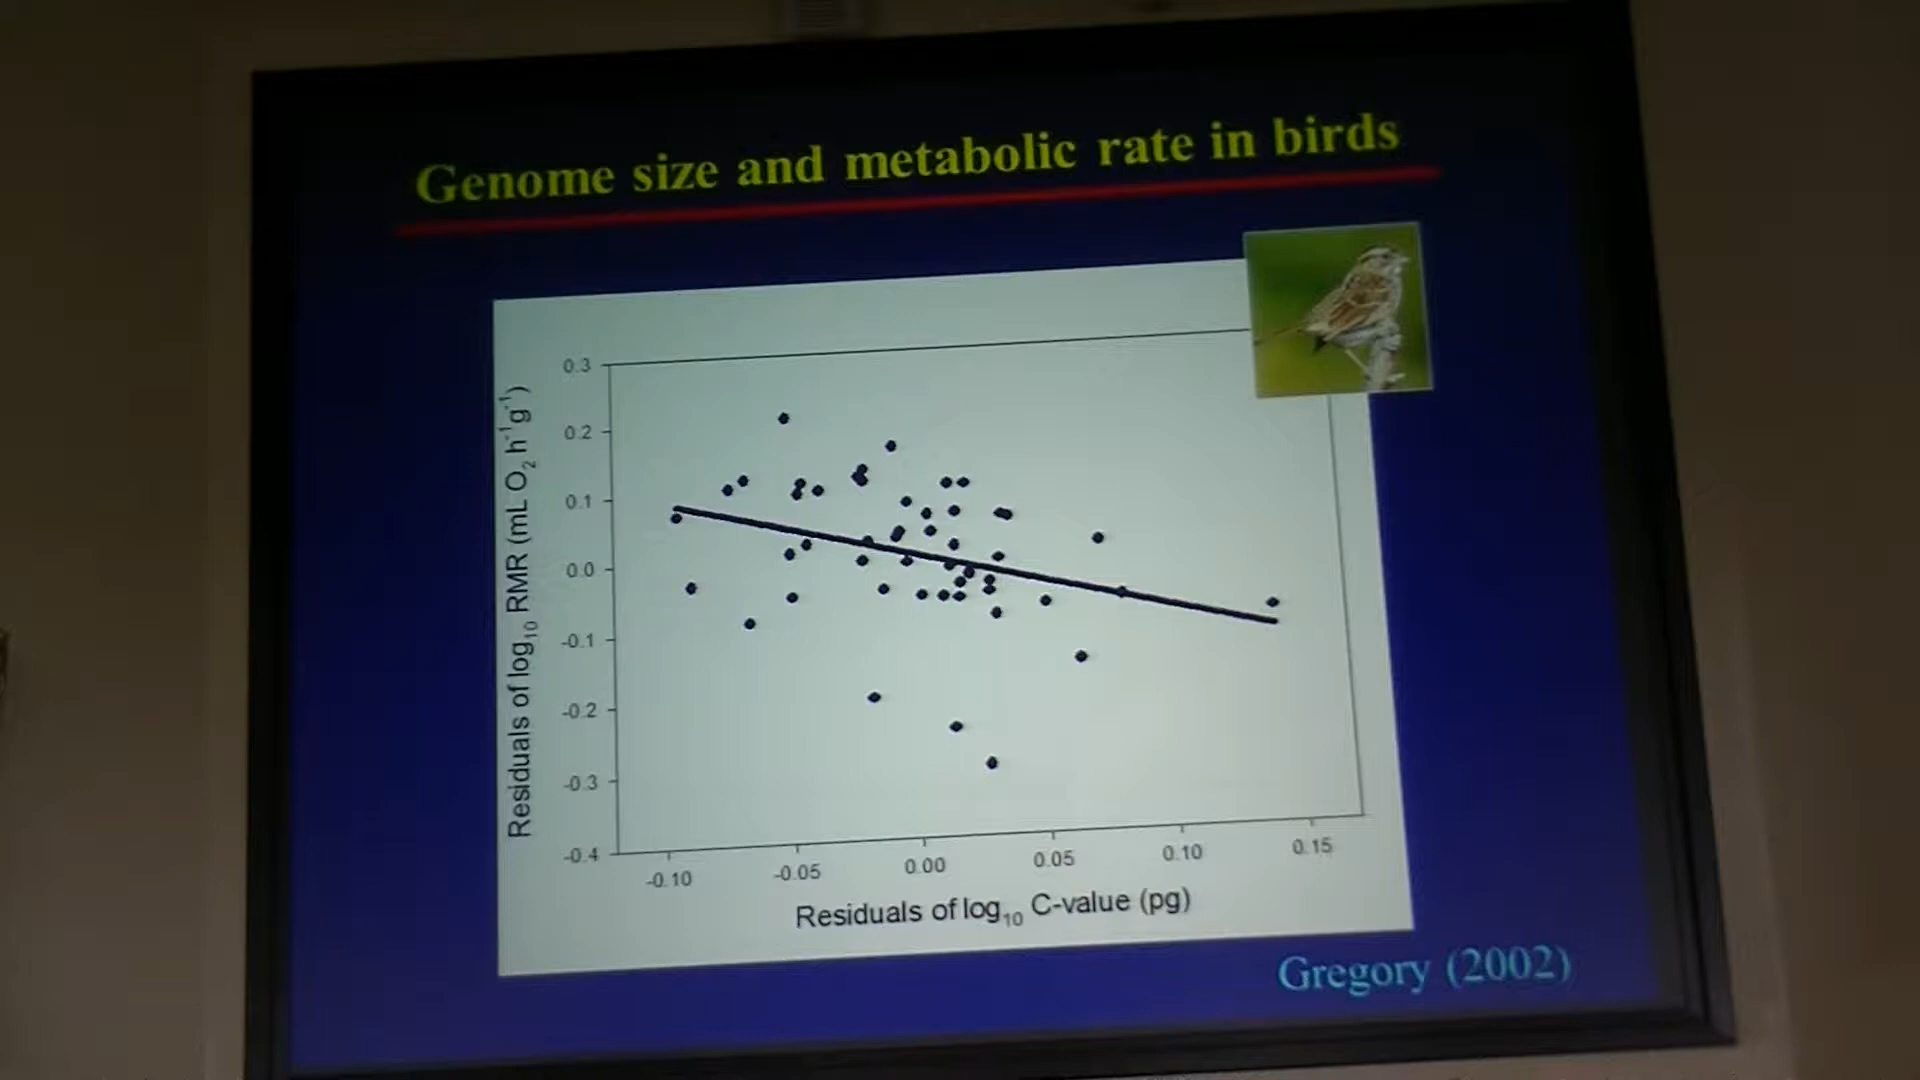 Genome size and metabolic rate in birds
Residuals of log10 RMR (mL O2 h-1g-1)
0.3
0.2
0.1
0.0
-0.1
-0.2
-0.3
-0.4
-0.10 -0.05 0.00 0.05 0.10 0.15
Residuals of log10 C-value (pg)
Gregory (2002)